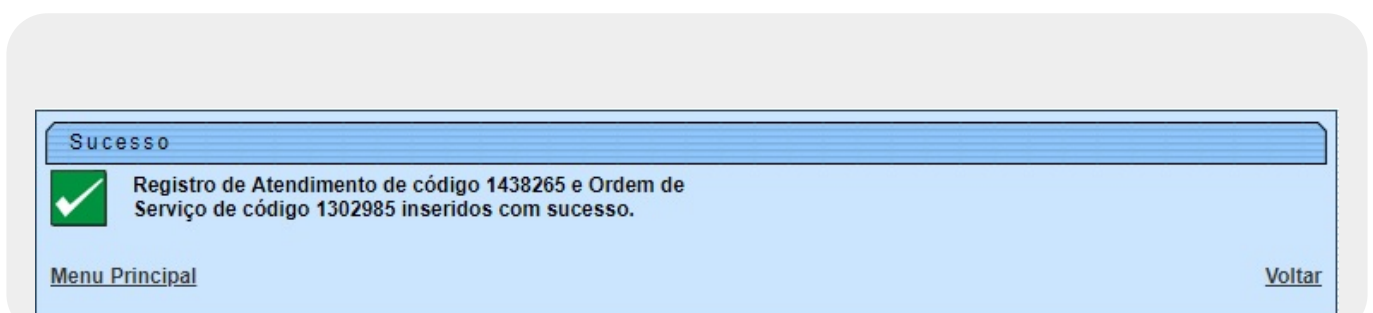 Sucesso
Registro de Atendimento de código 1438265 e Ordem de
Serviço de código 1302985 inseridos com sucesso.
Menu Principal
Voltar